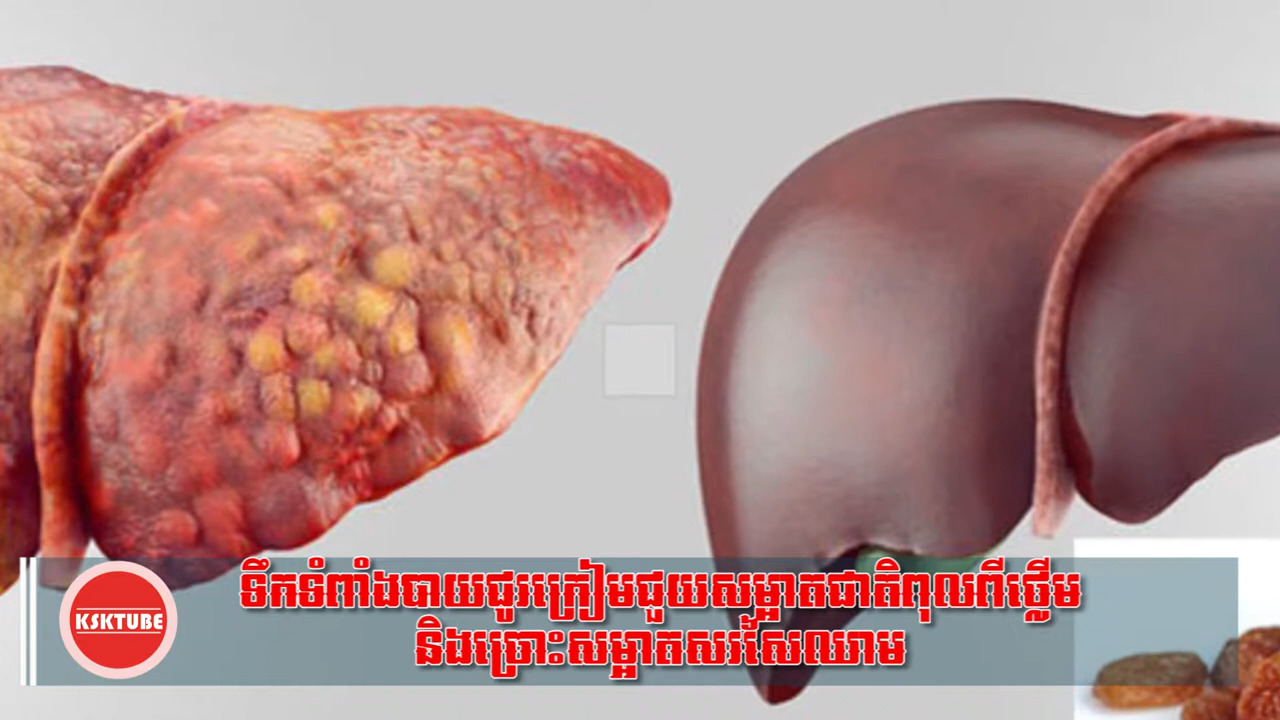 ទឹកទំពាំងបាយជូរក្រៀមជួយសម្អាតជាតិពុលពីថ្លើម
និងច្រោះសម្អាតសរសៃឈាម
KSKTUBE